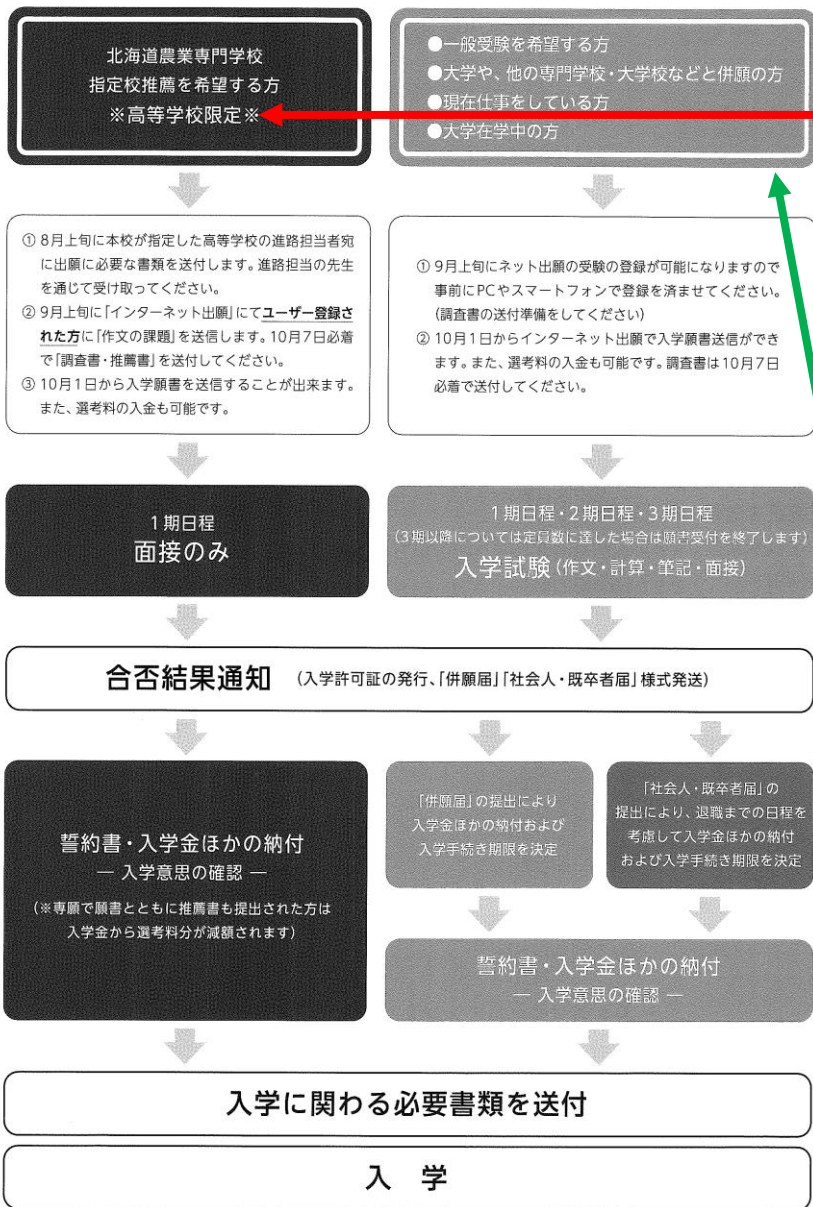 北海道農業専門学校
指定校推薦を希望する方
※高等学校限定※
●一般受験を希望する方
●大学や、他の専門学校・大学校などと併願の方
●現在仕事をしている方
●大学在学中の方
① 8月上旬に本校が指定した高等学校の進路担当者宛
に出願に必要な書類を送付します。進路担当の先生
を通じて受け取ってください。
② 9月上旬に「インターネット出願」にてユーザー登録さ
れた方に「作文の課題」を送信します。10月7日必着
で「調査書・推薦書」を送付してください。
③ 10月1日から入学願書を送信することが出来ます。
また、選考料の入金も可能です。
① 9月上旬にネット出願の受験の登録が可能になりますので
事前にPCやスマートフォンで登録を済ませてください。
(調査書の送付準備をしてください)
② 10月1日からインターネット出願で入学願書送信ができ
ます。また、選考料の入金も可能です。調査書は10月7日
必着で送付してください。
1期日程
面接のみ
1期日程・2期日程・3期日程
(3期以降については定員数に達した場合は願書受付を終了します)
入学試験(作文・計算・筆記・面接)
合否結果通知 (入学許可証の発行、「併願届」「社会人・既卒者届」様式発送)
誓約書・入学金ほかの納付
― 入学意思の確認 ―
(※専願で願書とともに推薦書も提出された方は
入学金から選考料分が減額されます)
「併願届」の提出により
入学金ほかの納付および
入学手続き期限を決定
「社会人・既卒者届」の
提出により、退職までの日程を
考慮して入学金ほかの納付
および入学手続き期限を決定
誓約書・入学金ほかの納付
― 入学意思の確認 ―
入学に関わる必要書類を送付
入 学